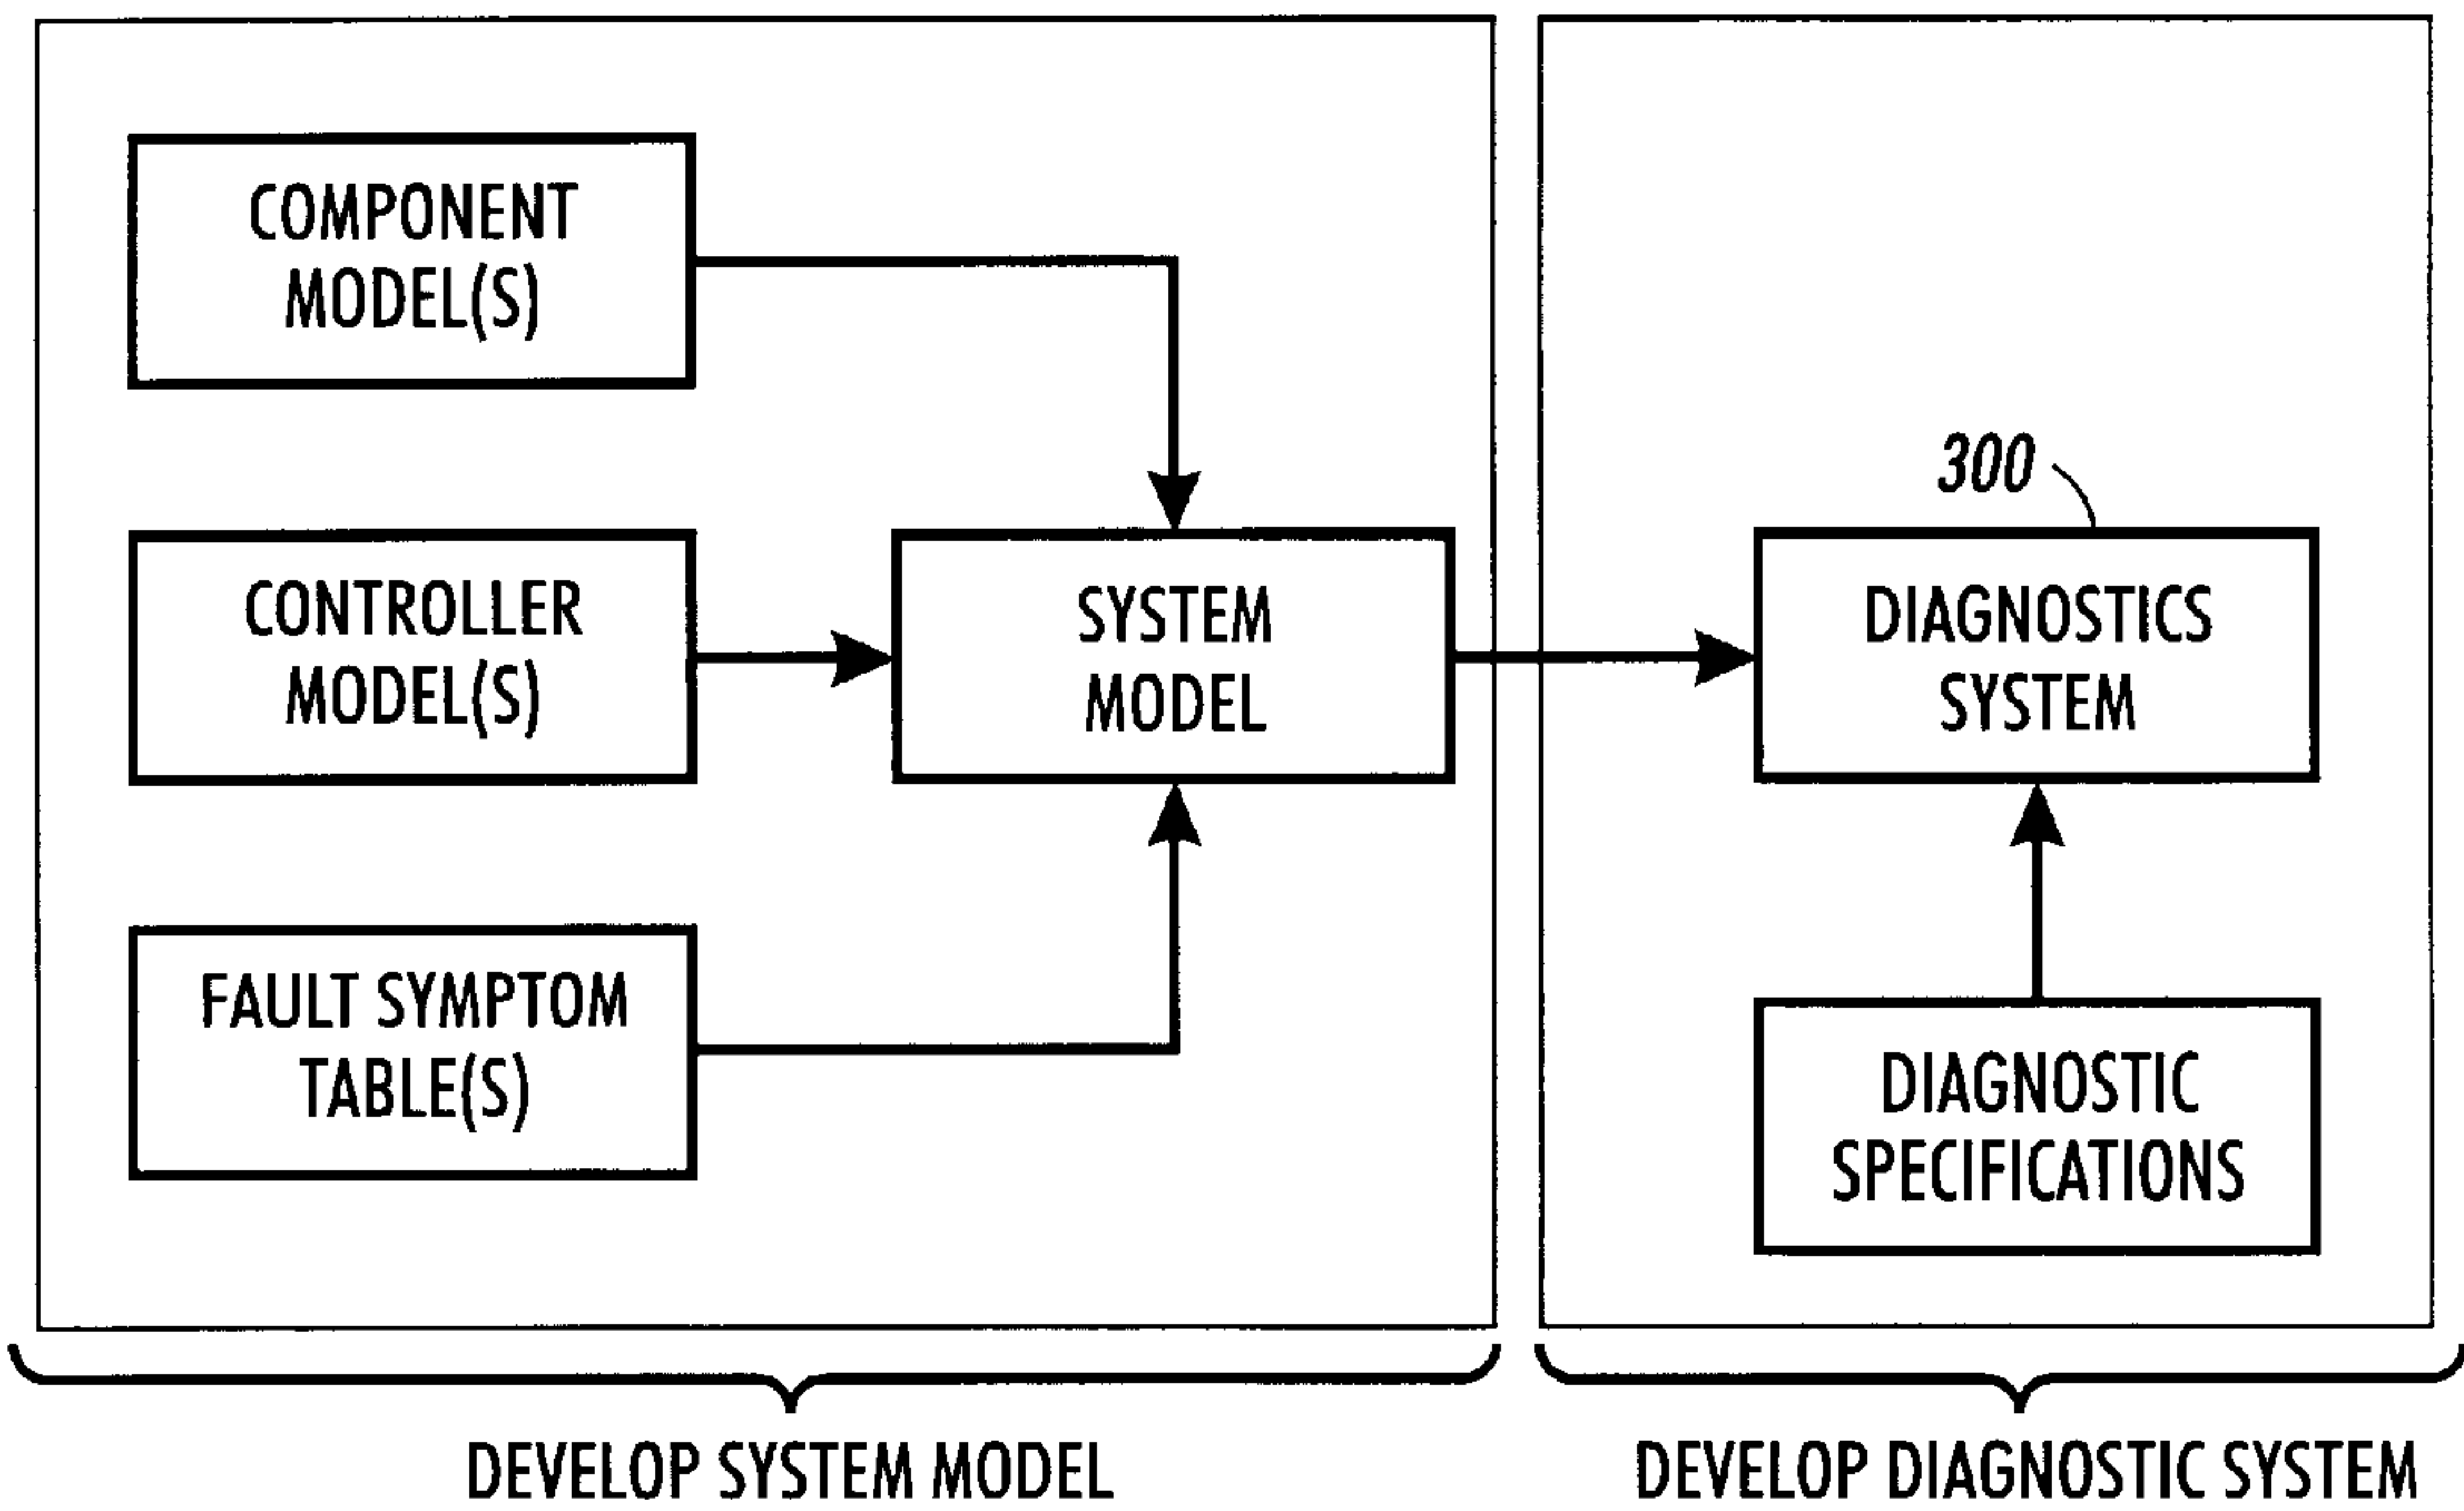 COMPONENT
MODEL(S)
CONTROLLER
MODEL(S)
FAULT SYMPTOM
TABLE(S)
SYSTEM
MODEL
DEVELOP SYSTEM MODEL
300
DIAGNOSTICS
SYSTEM
DIAGNOSTIC
SPECIFICATIONS
DEVELOP DIAGNOSTIC SYSTEM